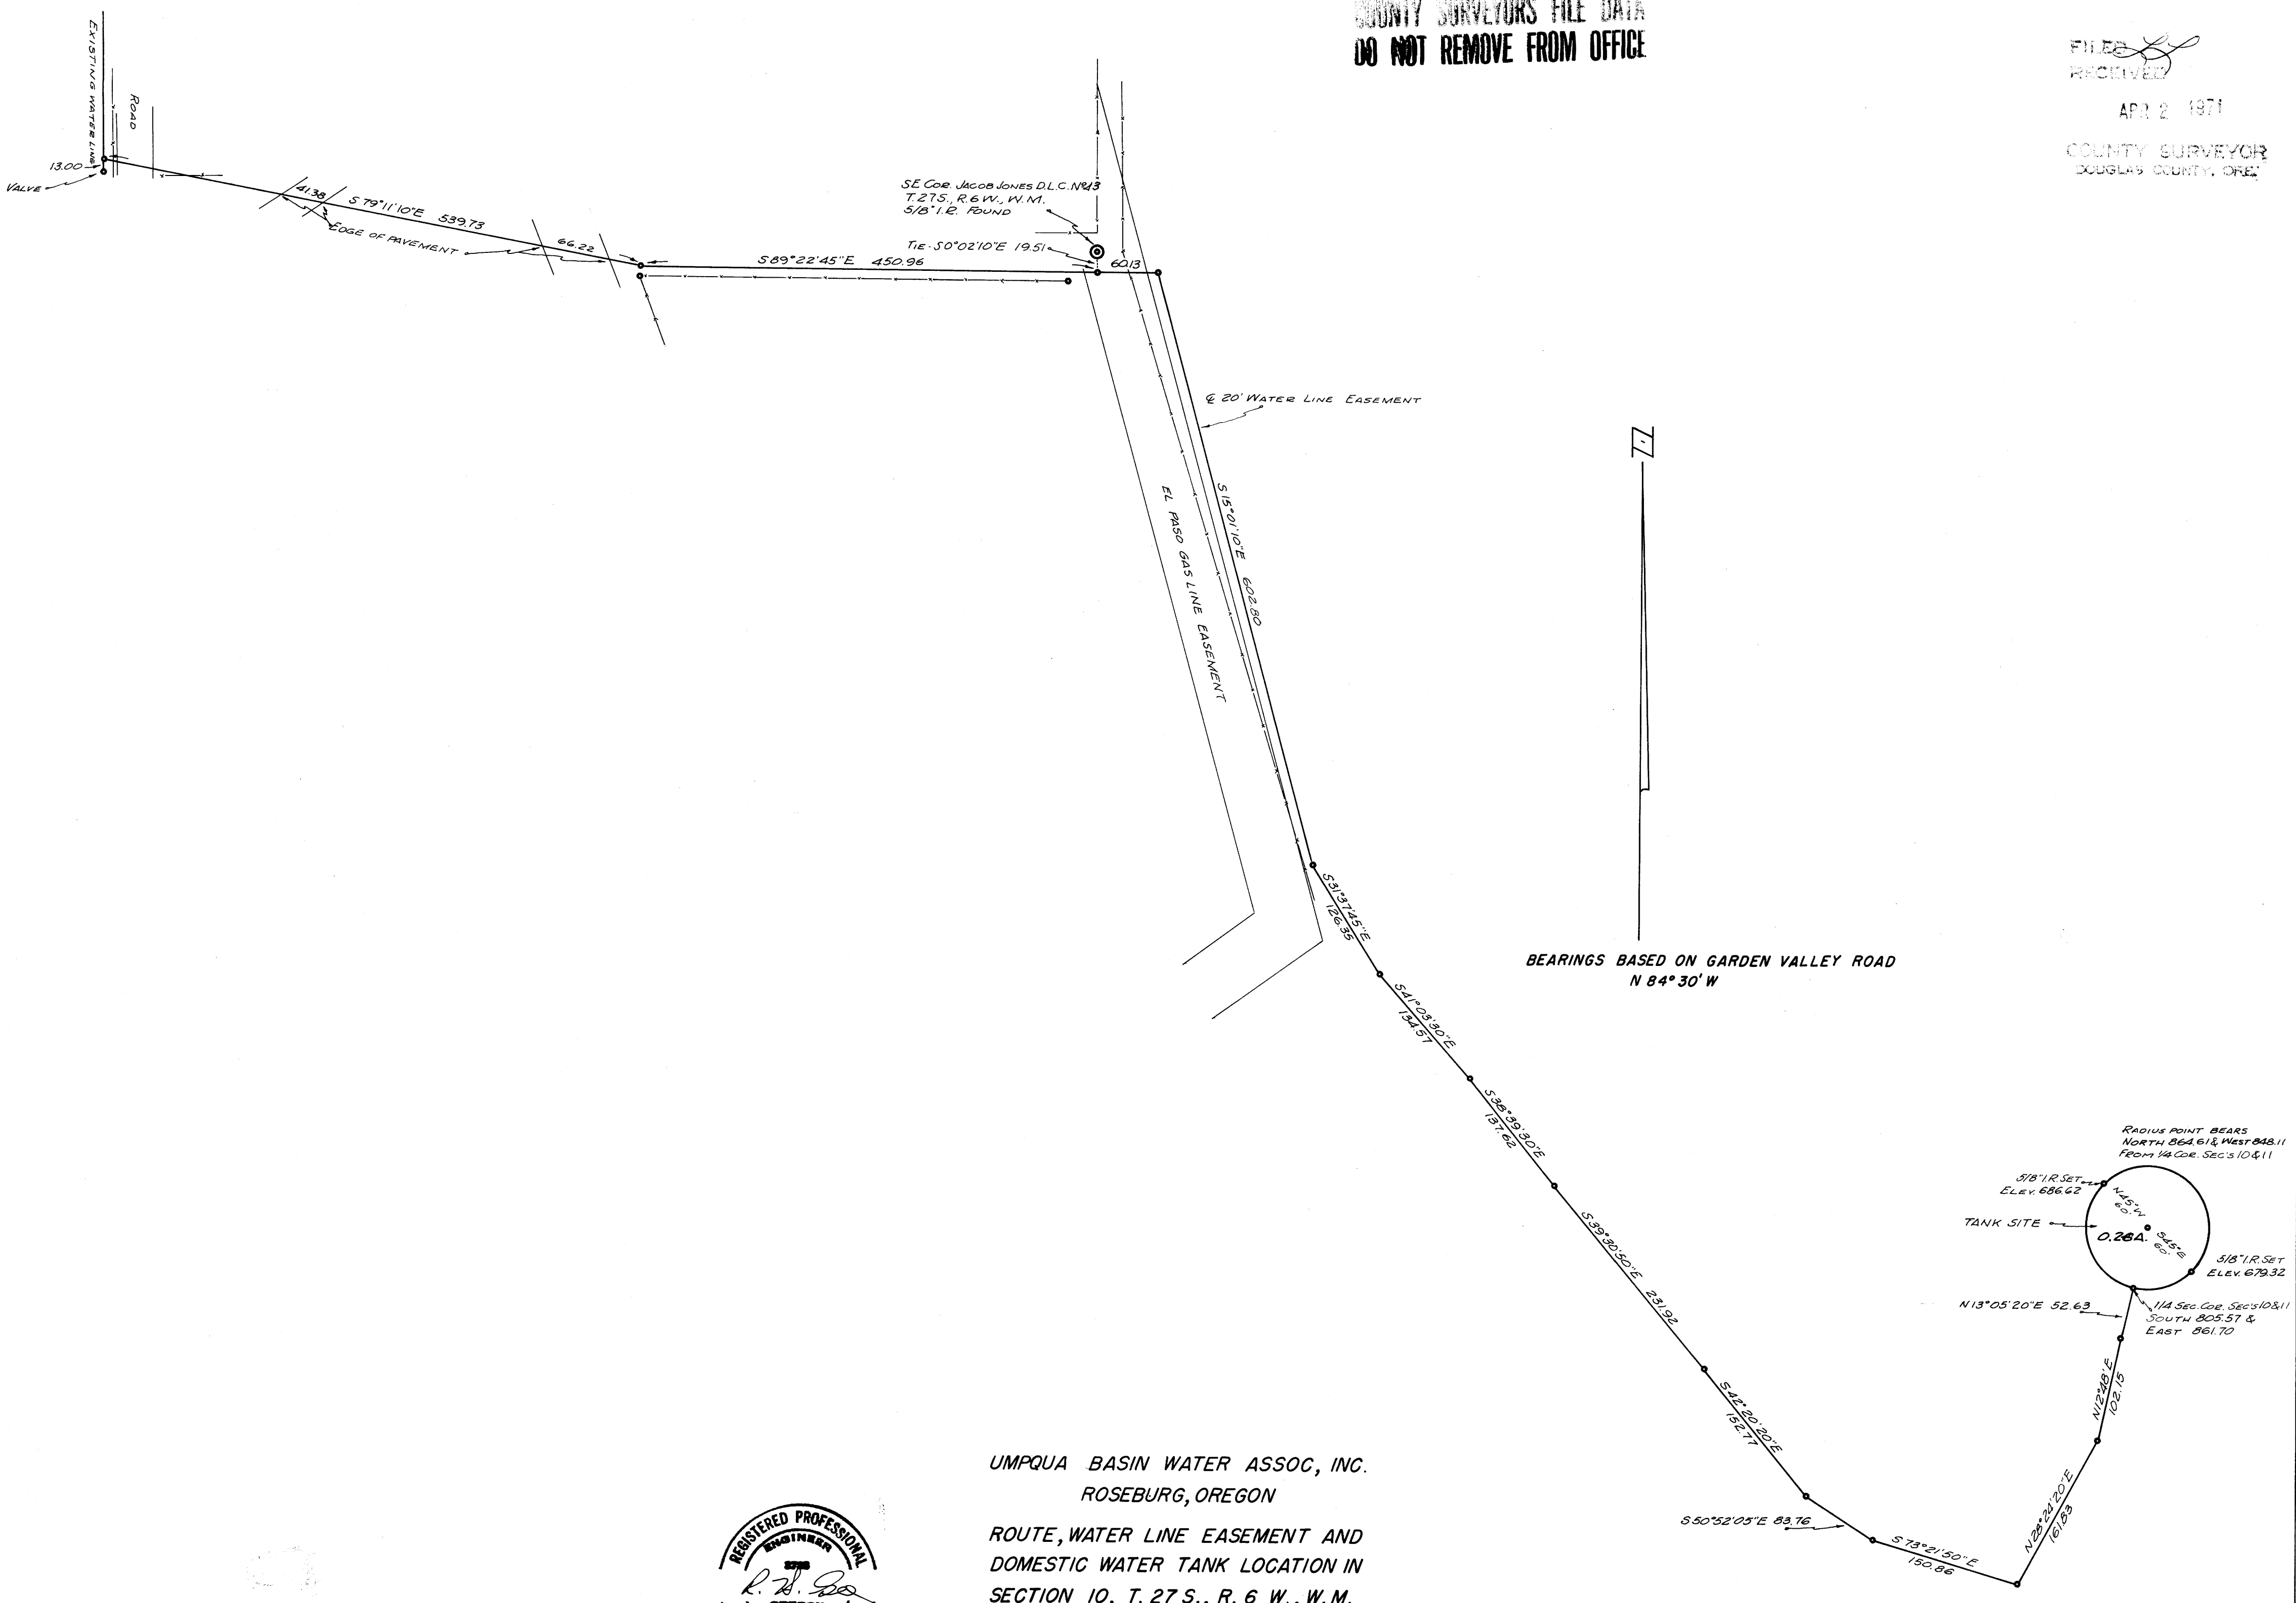 COUNTY SURVEYORS FILE DATA
DO NOT REMOVE FROM OFFICE
FILED
RECEIVED
APR 2 1971
COUNTY SURVEYOR
DOUGLAS COUNTY, ORE.
EXISTING WATER LINE
ROAD
13.00
VALVE
41.38
S 79°11'10"E 539.73
EDGE OF PAVEMENT
66.22
SE COR. JACOB JONES D.L.C. Nº43
T.27S., R.6W., W.M.
5/8" I.R. FOUND
TIE - S0°02'10"E 19.51
S 89°22'45"E 450.96
60.13
℄ 20' WATER LINE EASEMENT
S 15°01'10"E 602.80
EL PASO GAS LINE EASEMENT
S31°37'45"E
126.35
BEARINGS BASED ON GARDEN VALLEY ROAD
N 84° 30' W
S41°03'30"E
134.57
S38°39'30"E
137.62
S39°30'50"E 231.92
S42°20'20"E
152.77
S 50°52'05"E 83.76
S 73°21'50"E
150.86
N28°24'20"E
161.83
N12°48'E
102.15
N 13°05'20"E 52.63
RADIUS POINT BEARS
NORTH 864.61 & WEST 848.11
FROM 1/4 COR. SEC'S 10 & 11
5/8" I.R. SET
ELEV. 686.62
N45°W
60.
TANK SITE
0.26A.
S45°E
60.
5/8" I.R. SET
ELEV. 679.32
1/4 SEC. COR. SEC'S 10 & 11
SOUTH 805.57 &
EAST 861.70
UMPQUA BASIN WATER ASSOC, INC.
ROSEBURG, OREGON
ROUTE, WATER LINE EASEMENT AND
DOMESTIC WATER TANK LOCATION IN
SECTION 10, T. 27 S., R. 6 W., W.M.
REGISTERED PROFESSIONAL
ENGINEER